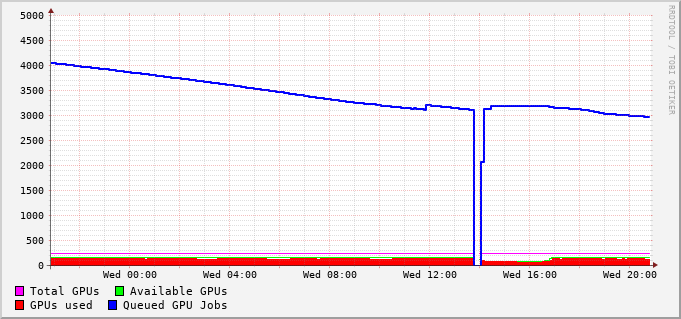 5000
4500
4000
3500
3000
2500
2000
1500
1000
500
0
Wed 00:00 Wed 04:00 Wed 08:00 Wed 12:00 Wed 16:00 Wed 20:00
Total GPUs Available GPUs
GPUs used Queued GPU Jobs
RRDTOOL / TOBI OETIKER